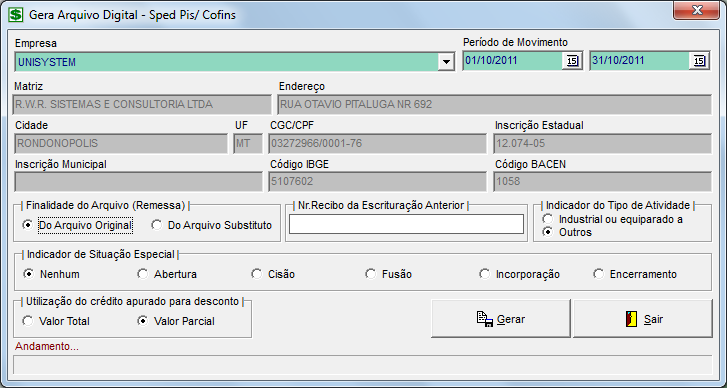 Gera Arquivo Digital - Sped Pis/ Cofins
Empresa
Período de Movimento
UNISYSTEM
01/10/2011
15
31/10/2011
15
Matriz
Endereço
R.W.R. SISTEMAS E CONSULTORIA LTDA
RUA OTAVIO PITALUGA NR 692
Cidade
UF
CGC/CPF
Inscrição Estadual
RONDONOPOLIS
MT
03272966/0001-76
12.074-05
Inscrição Municipal
Código IBGE
Código BACEN
5107602
1058
Finalidade do Arquivo (Remessa)
Nr.Recibo da Escrituração Anterior
Indicador do Tipo de Atividade
Do Arquivo Original
Do Arquivo Substituto
Industrial ou equiparado a
Outros
Indicador de Situação Especial
Nenhum
Abertura
Cisão
Fusão
Incorporação
Encerramento
Utilização do crédito apurado para desconto
Valor Total
Valor Parcial
Gerar
Sair
Andamento...